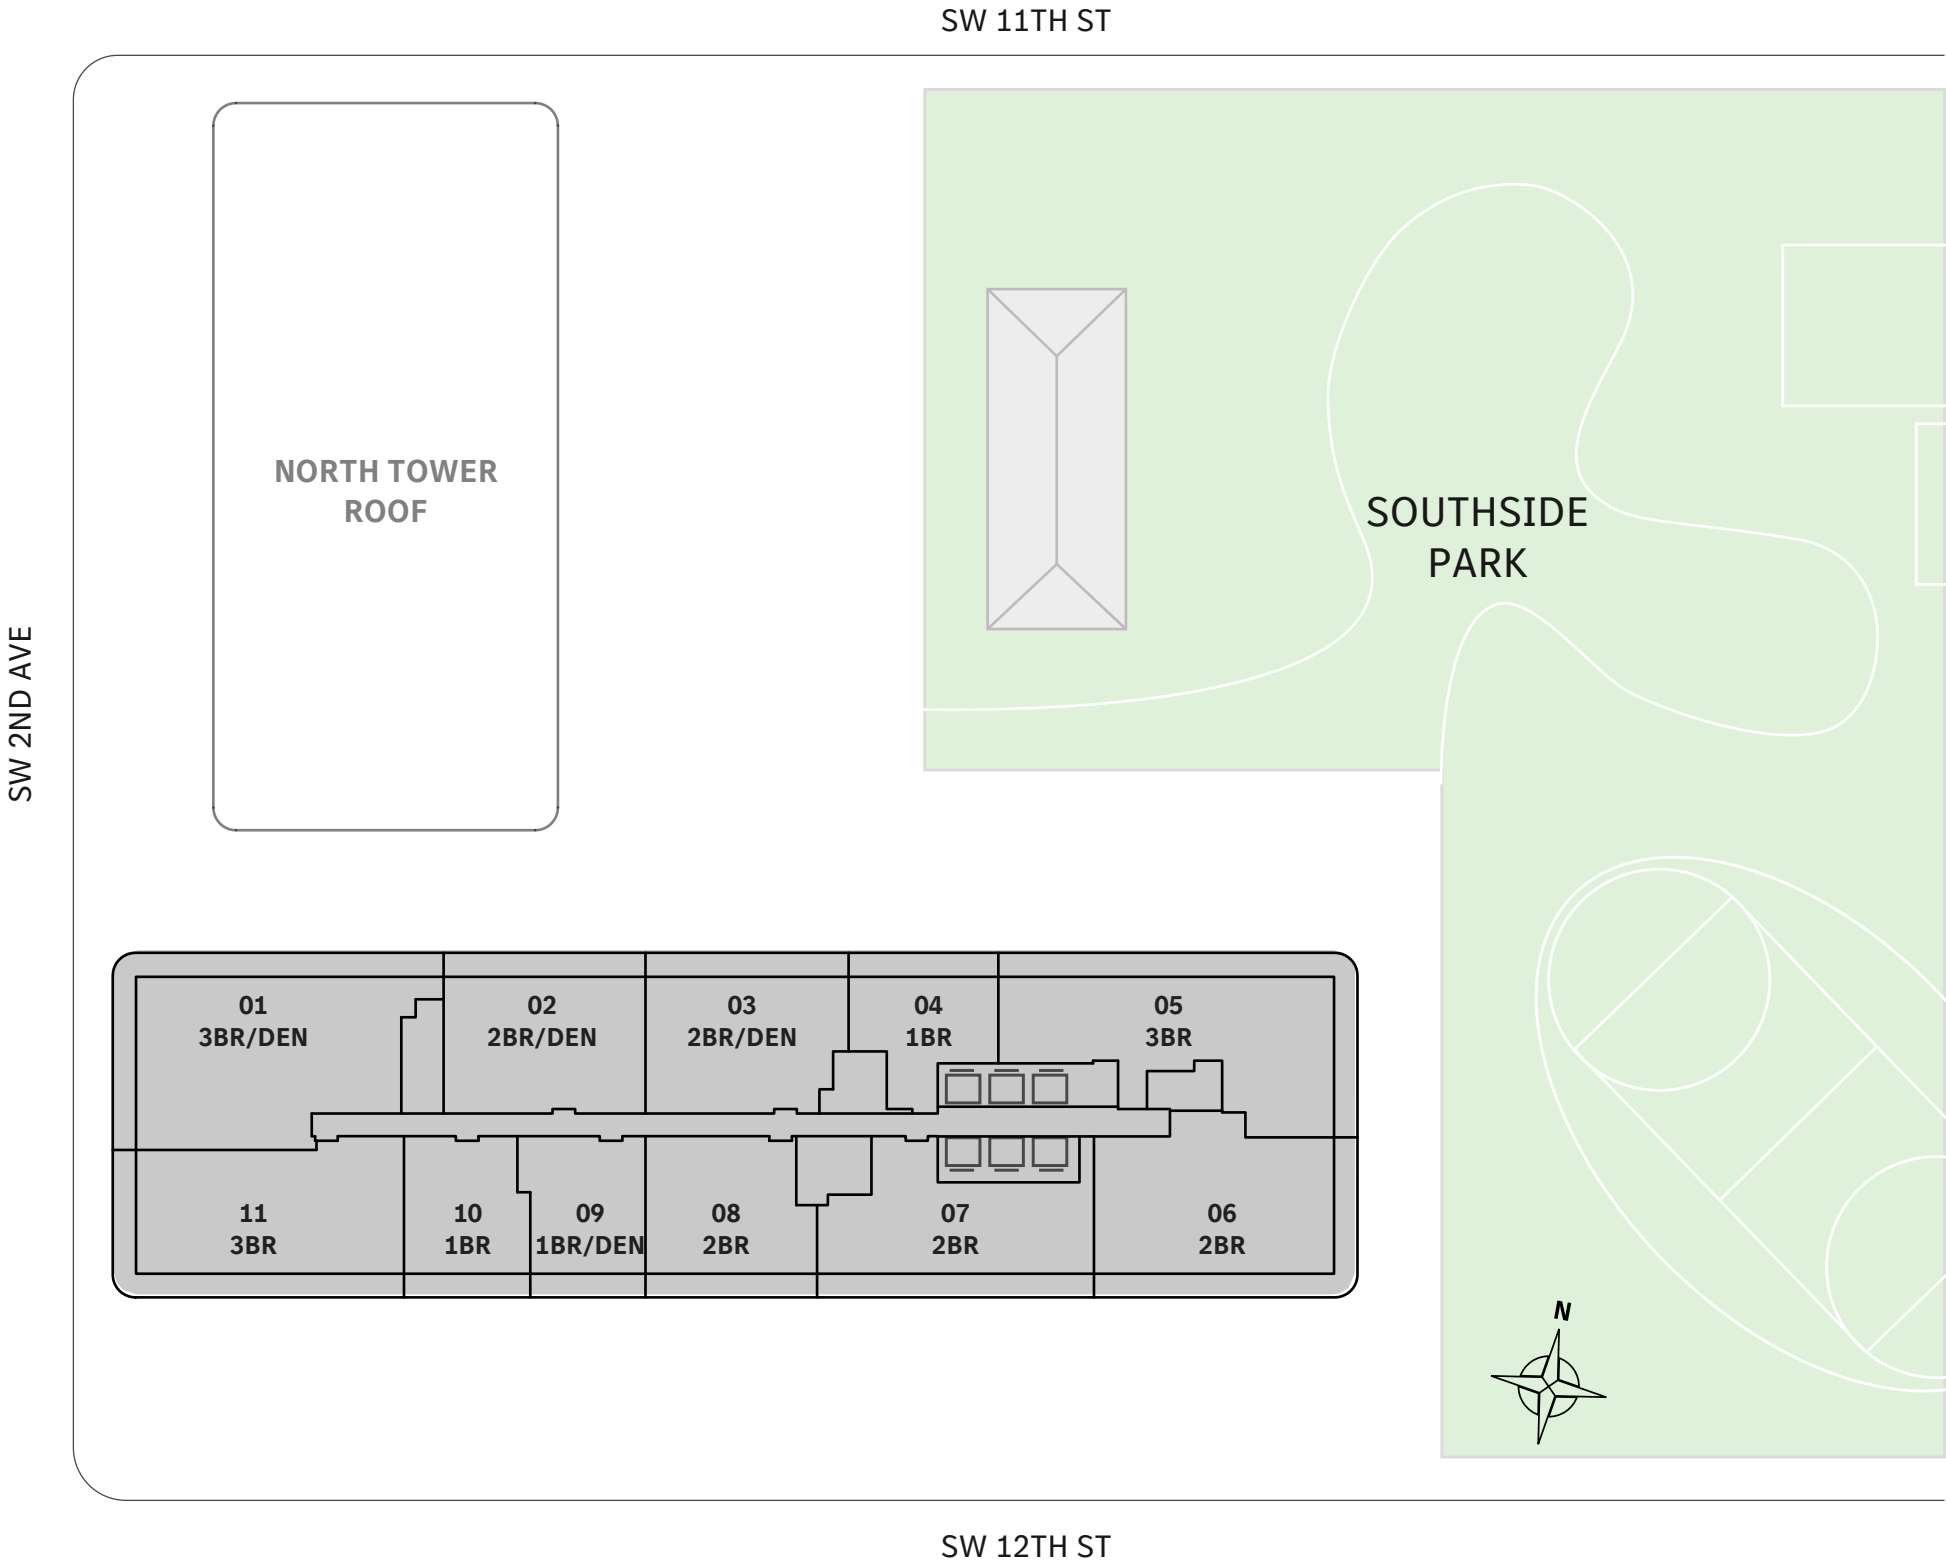 SW 11TH ST
NORTH TOWER
ROOF
SOUTHSIDE
PARK
SW 2ND AVE
01
3BR/DEN
02
2BR/DEN
03
2BR/DEN
04
1BR
05
3BR
11
3BR
10
1BR
09
1BR/DEN
08
2BR
07
2BR
06
2BR
N
SW 12TH ST